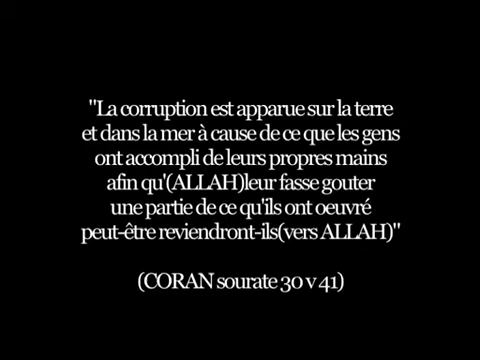 "La corruption est apparue sur la terre
et dans la mer à cause de ce que les gens
ont accompli de leurs propres mains
afin qu'(ALLAH)leur fasse gouter
une partie de ce qu'ils ont oeuvré
peut-être reviendront-ils(vers ALLAH)"
(CORAN sourate 30 v 41)